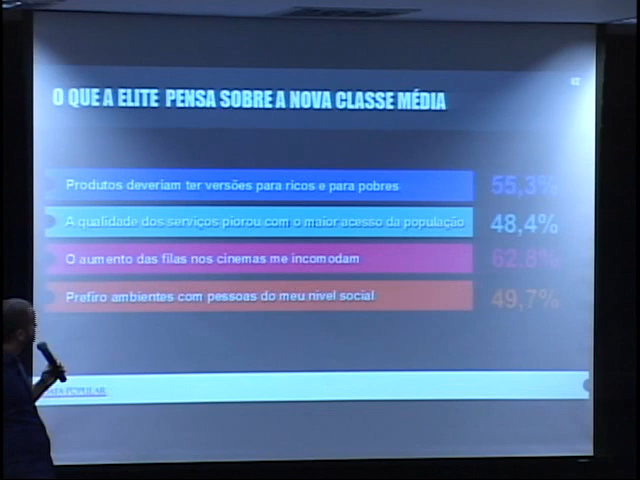 O QUE A ELITE PENSA SOBRE A NOVA CLASSE MÉDIA
Produtos deveriam ter versões para ricos e para pobres 55,3%
A qualidade dos serviços piorou com o maior acesso da população 48,4%
O aumento das filas nos cinemas me incomodam 62.8%
Prefiro ambientes com pessoas do meu nível social 49,7%
POPULAR